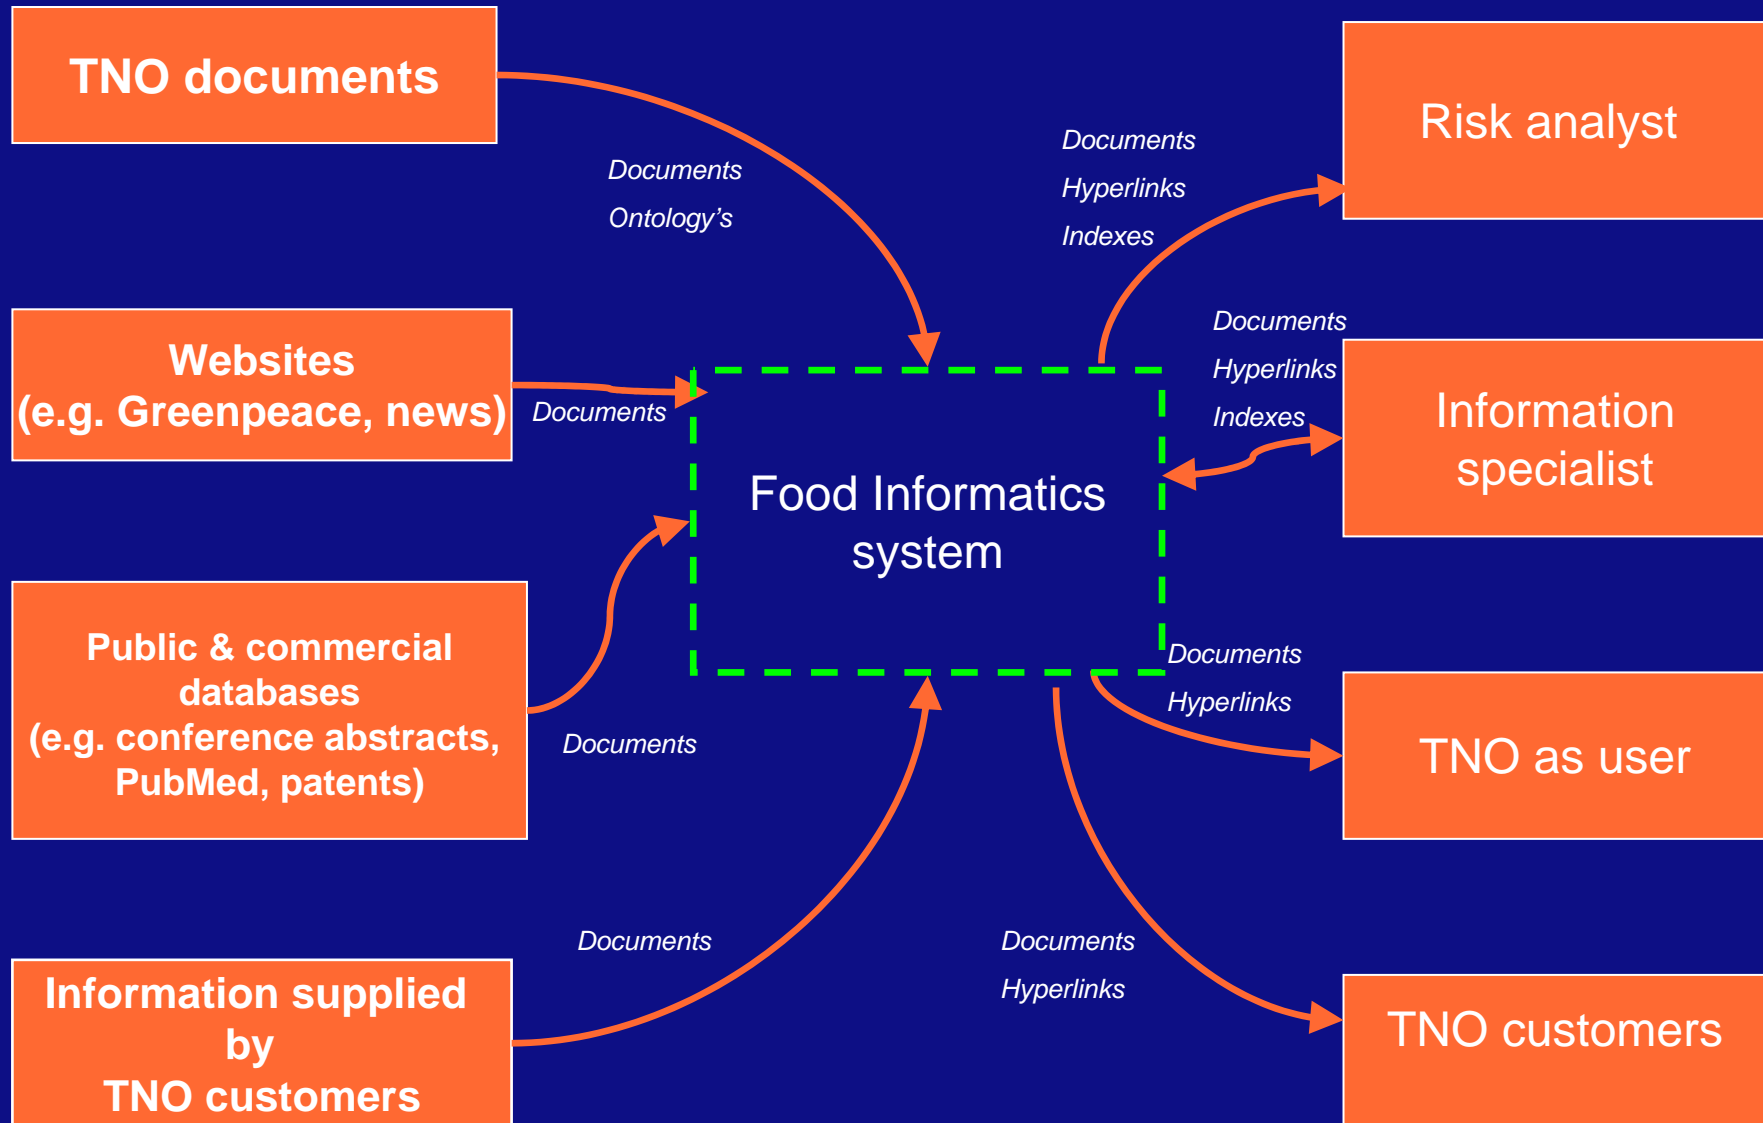 TNO documents
Documents
Ontology’s
Websites
(e.g. Greenpeace, news)
Documents
Public & commercial
databases
(e.g. conference abstracts,
PubMed, patents)
Documents
Information supplied
by
TNO customers
Documents
Food Informatics
system
Documents
Hyperlinks
Indexes
Risk analyst
Documents
Hyperlinks
Indexes
Information
specialist
Documents
Hyperlinks
TNO as user
Documents
Hyperlinks
TNO customers